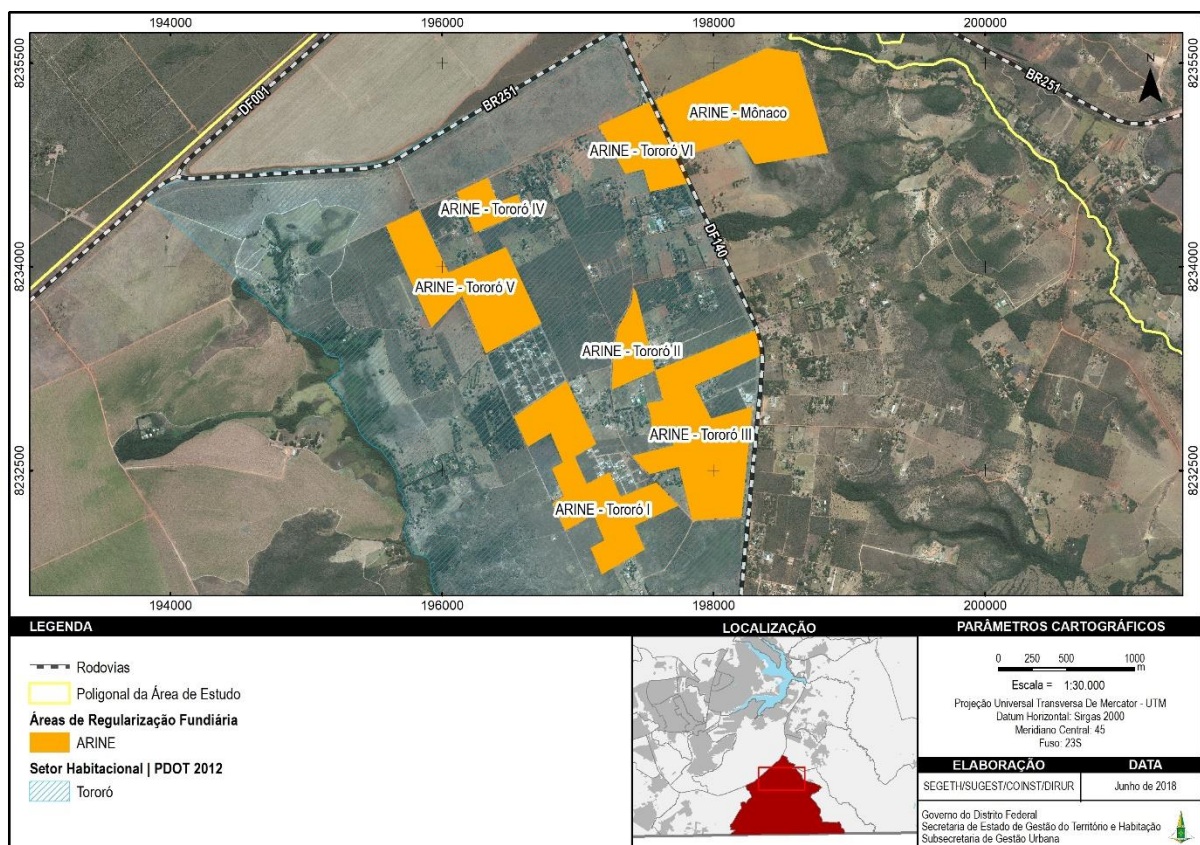 194000
196000
198000
200000
8235500
8235500
DF001
BR251
BR251
ARINE - Mônaco
ARINE - Tororó VI
ARINE - Tororó IV
DF140
8234000
8234000
ARINE - Tororó V
ARINE - Tororó II
ARINE - Tororó III
8232500
8232500
ARINE - Tororó I
N
194000
196000
198000
200000
LEGENDA
Rodovias
Poligonal da Área de Estudo
Áreas de Regularização Fundiária
ARINE
Setor Habitacional | PDOT 2012
Tororó
LOCALIZAÇÃO
PARÂMETROS CARTOGRÁFICOS
0 250 500 1000
m
Escala = 1:30.000
Projeção Universal Transversa De Mercator - UTM
Datum Horizontal: Sirgas 2000
Meridiano Central: 45
Fuso: 23S
ELABORAÇÃO
DATA
SEGETH/SUGEST/COINST/DIRUR
Junho de 2018
Governo do Distrito Federal
Secretaria de Estado de Gestão do Território e Habitação
Subsecretaria de Gestão Urbana